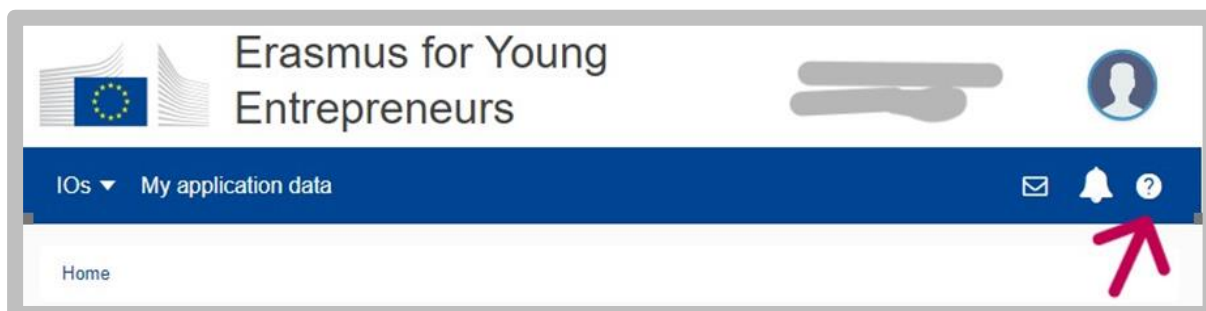 Erasmus for Young
Entrepreneurs
IOs My application data
?
Home